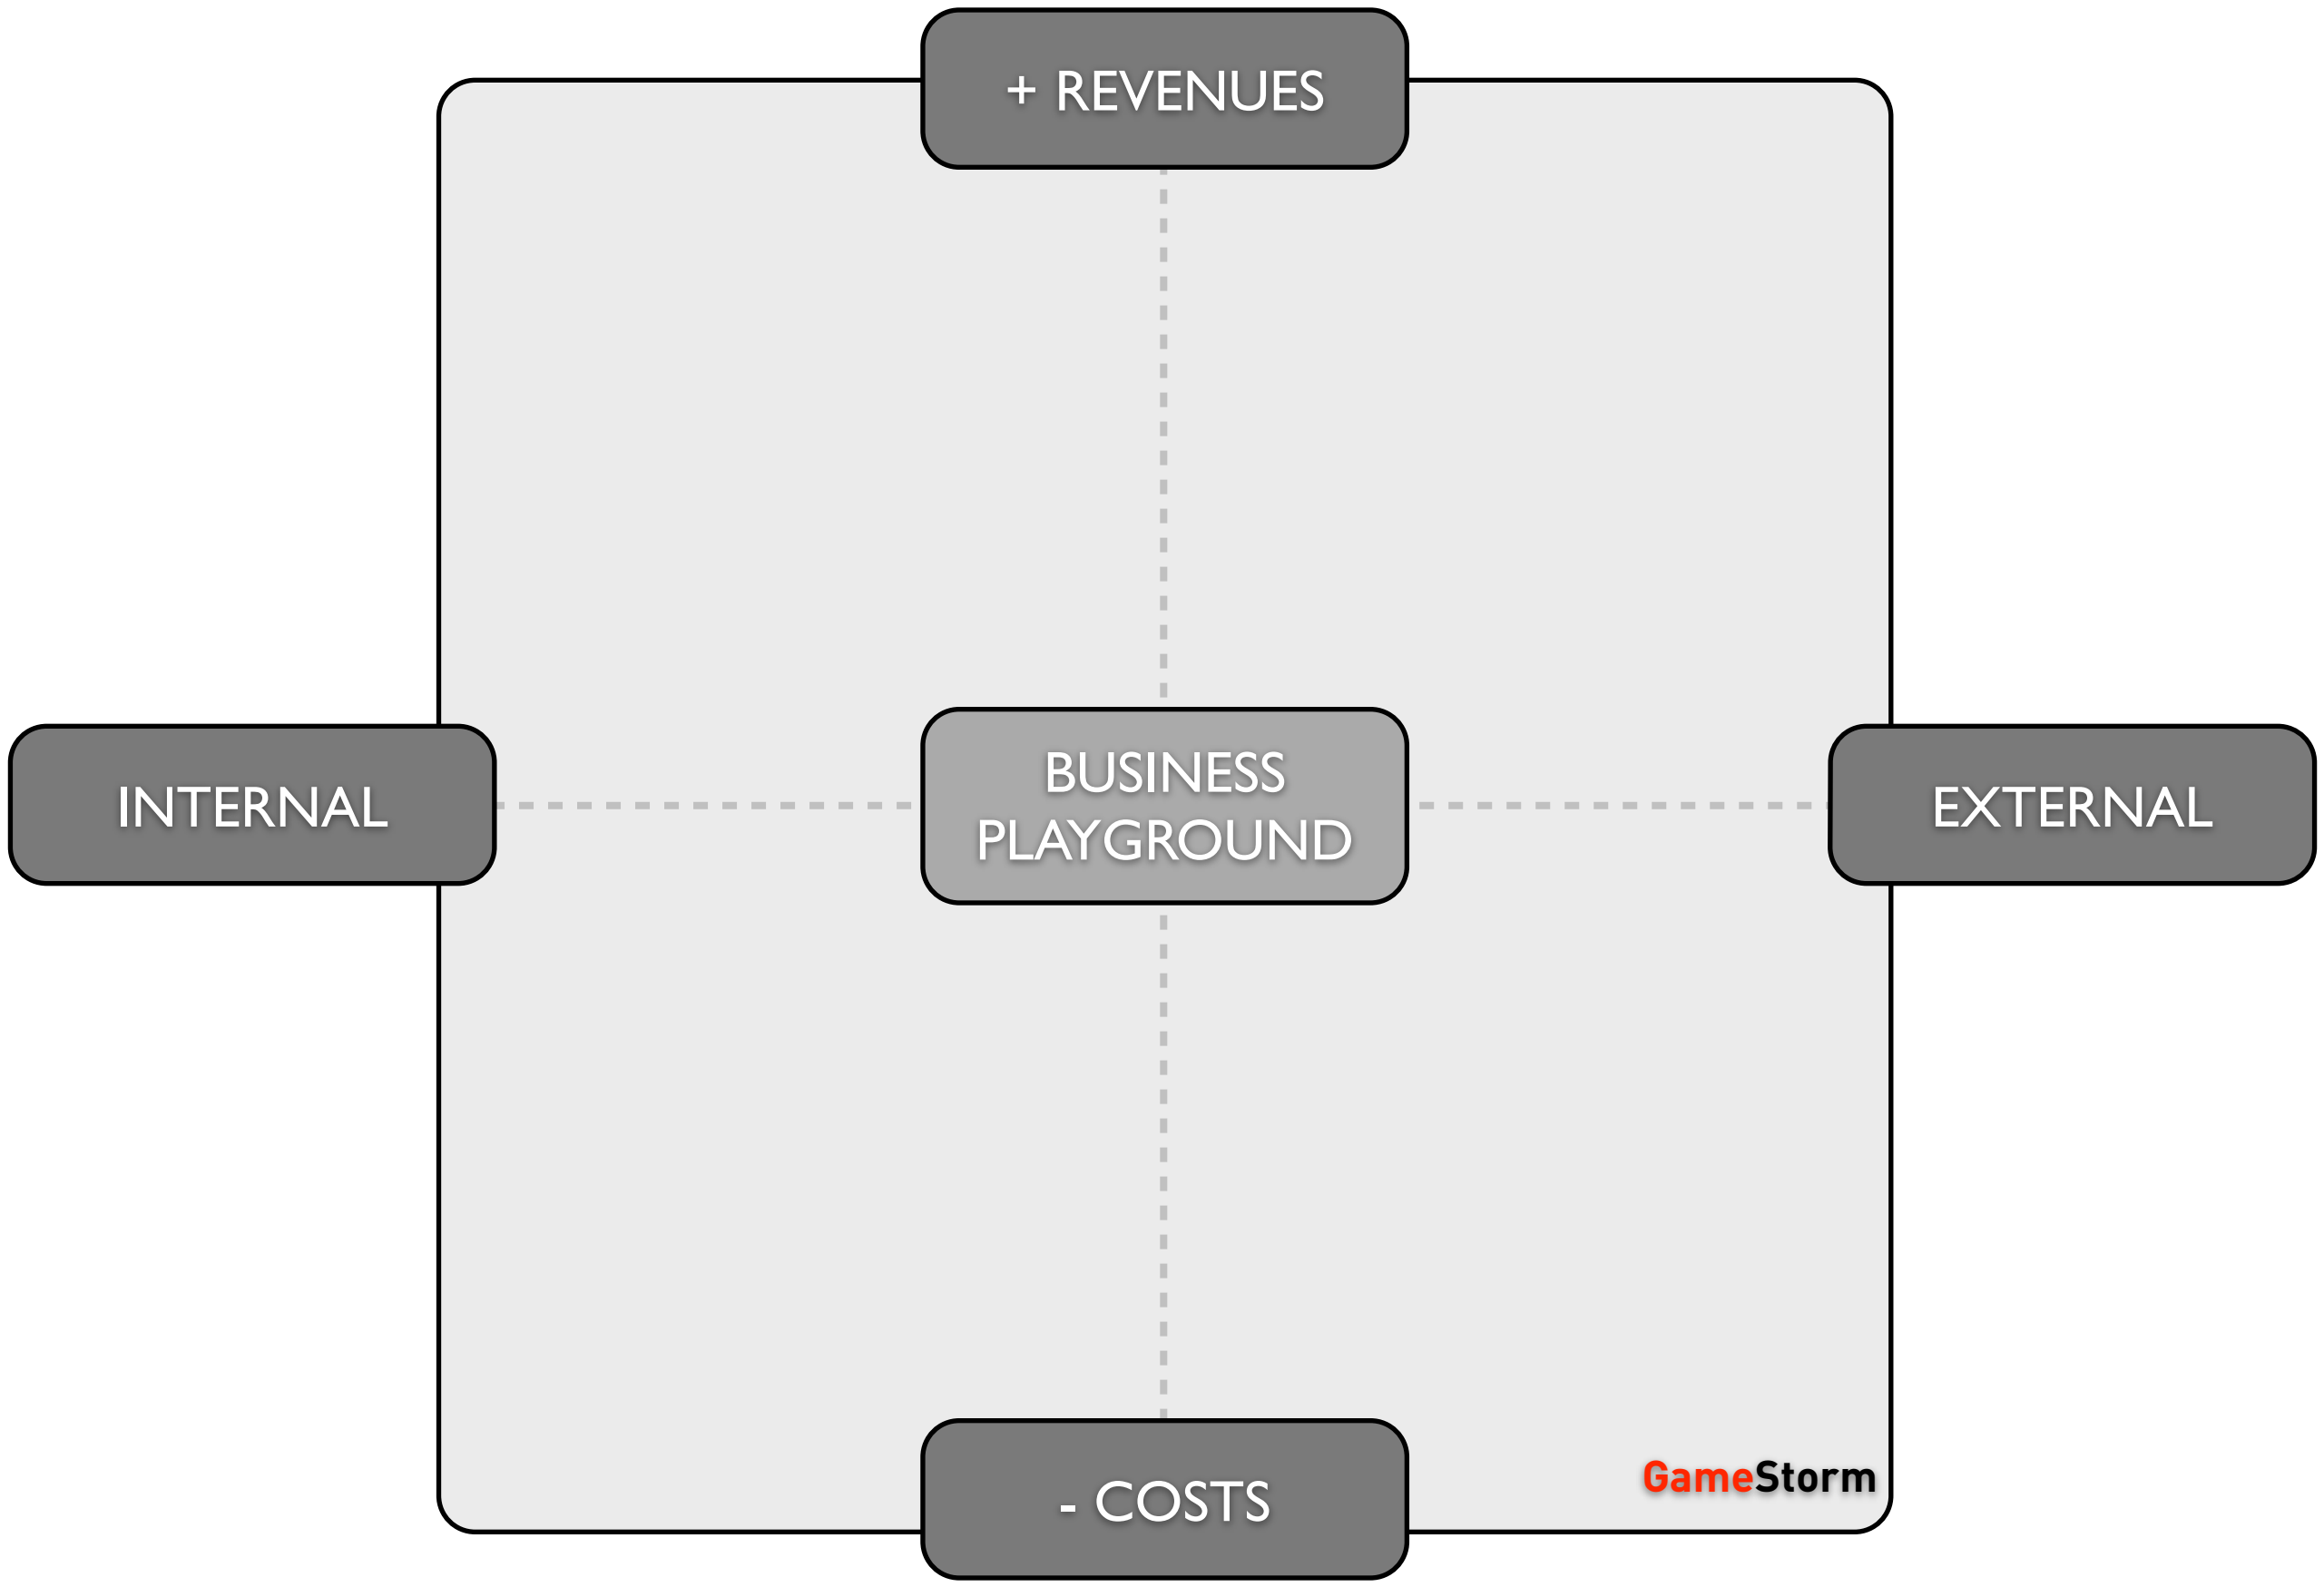 + REVENUES
INTERNAL
BUSINESS
PLAYGROUND
EXTERNAL
- COSTS
GameStorm